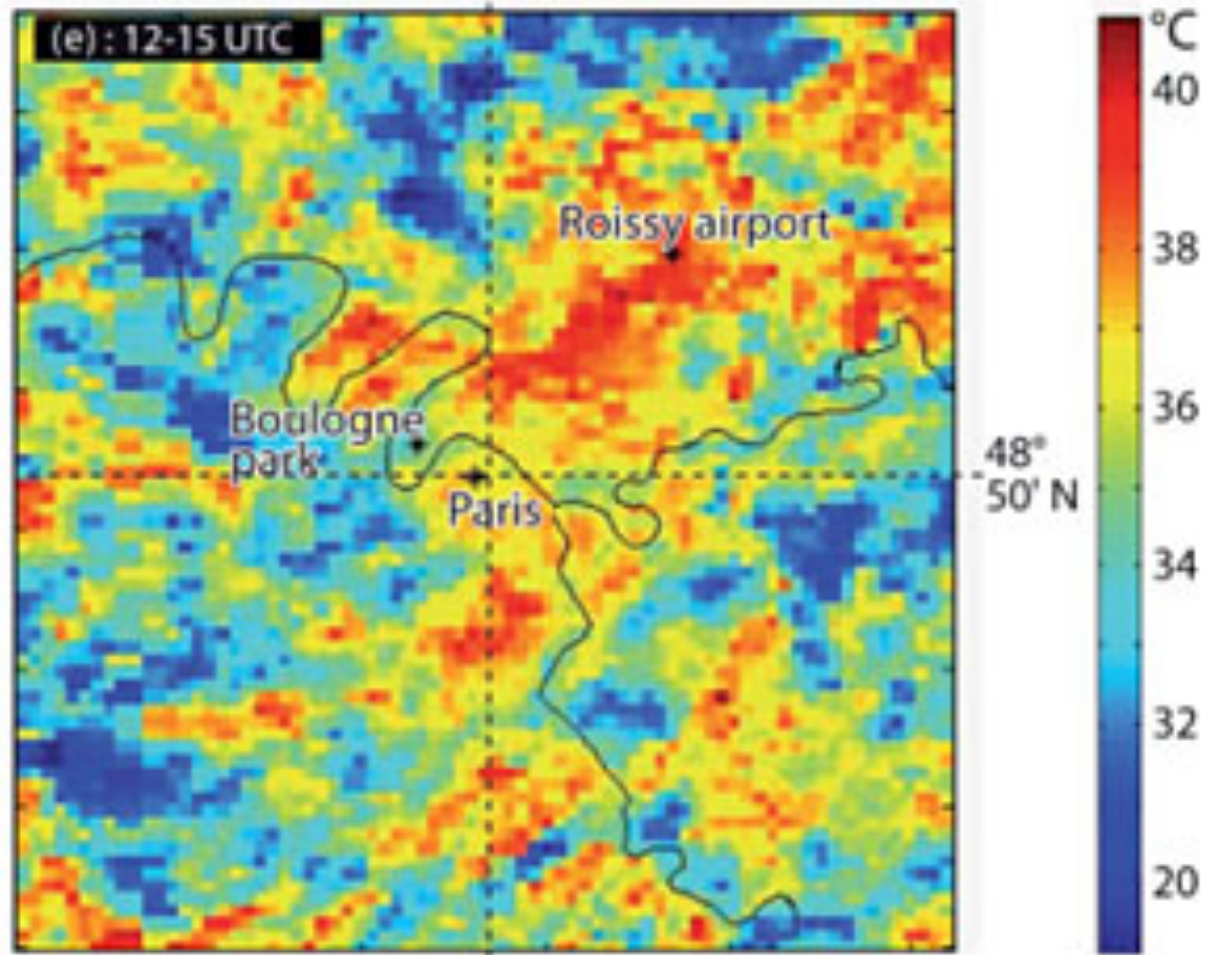 (e) : 12-15 UTC
°C
40
Roissy airport
38
36
Boulogne
park
48°
50' N
Paris
34
32
20